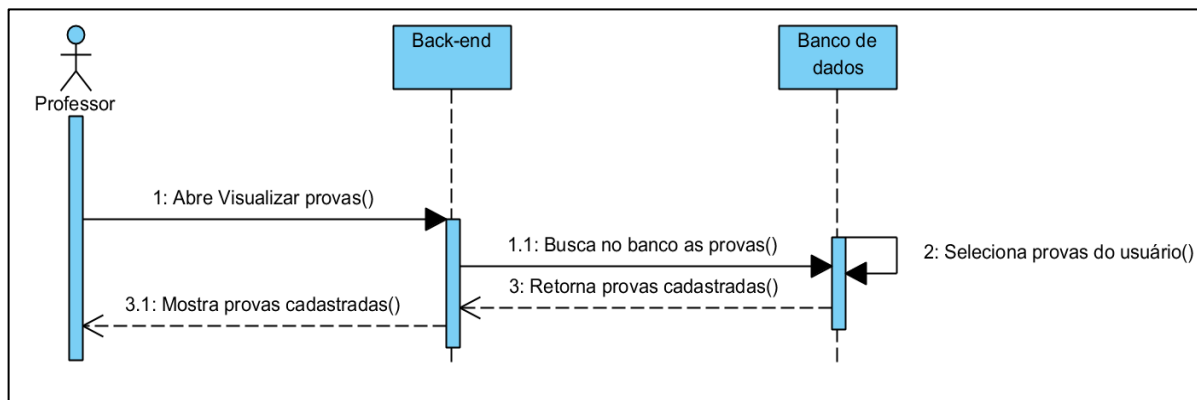 Back-end
Banco de
dados
Professor
1: Abre Visualizar provas()
1.1: Busca no banco as provas()
2: Seleciona provas do usuário()
3: Retorna provas cadastradas()
3.1: Mostra provas cadastradas()